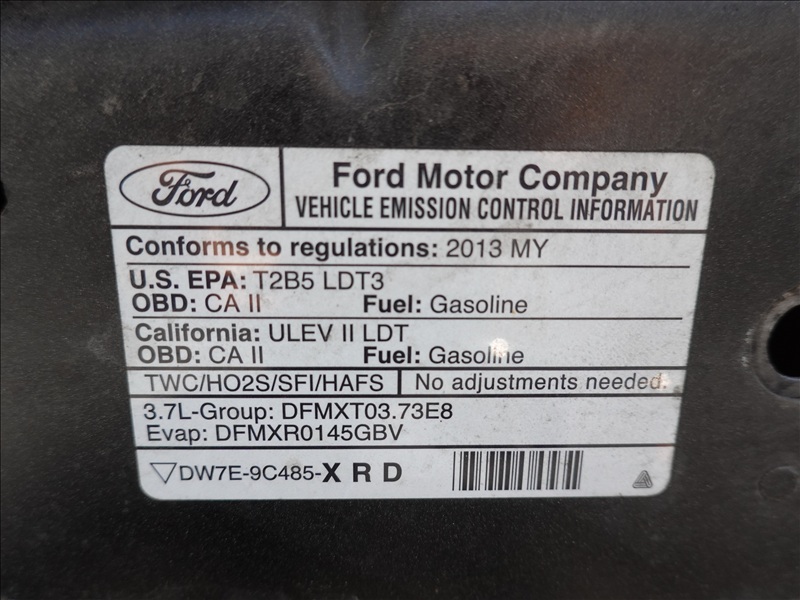 Ford
Ford Motor Company
VEHICLE EMISSION CONTROL INFORMATION
Conforms to regulations: 2013 MY
U.S. EPA: T2B5 LDT3
OBD: CA II Fuel: Gasoline
California: ULEV II LDT
OBD: CA II Fuel: Gasoline
TWC/HO2S/SFI/HAFS No adjustments needed.
3.7L-Group: DFMXT03.73E8
Evap: DFMXR0145GBV
DW7E-9C485-X R D